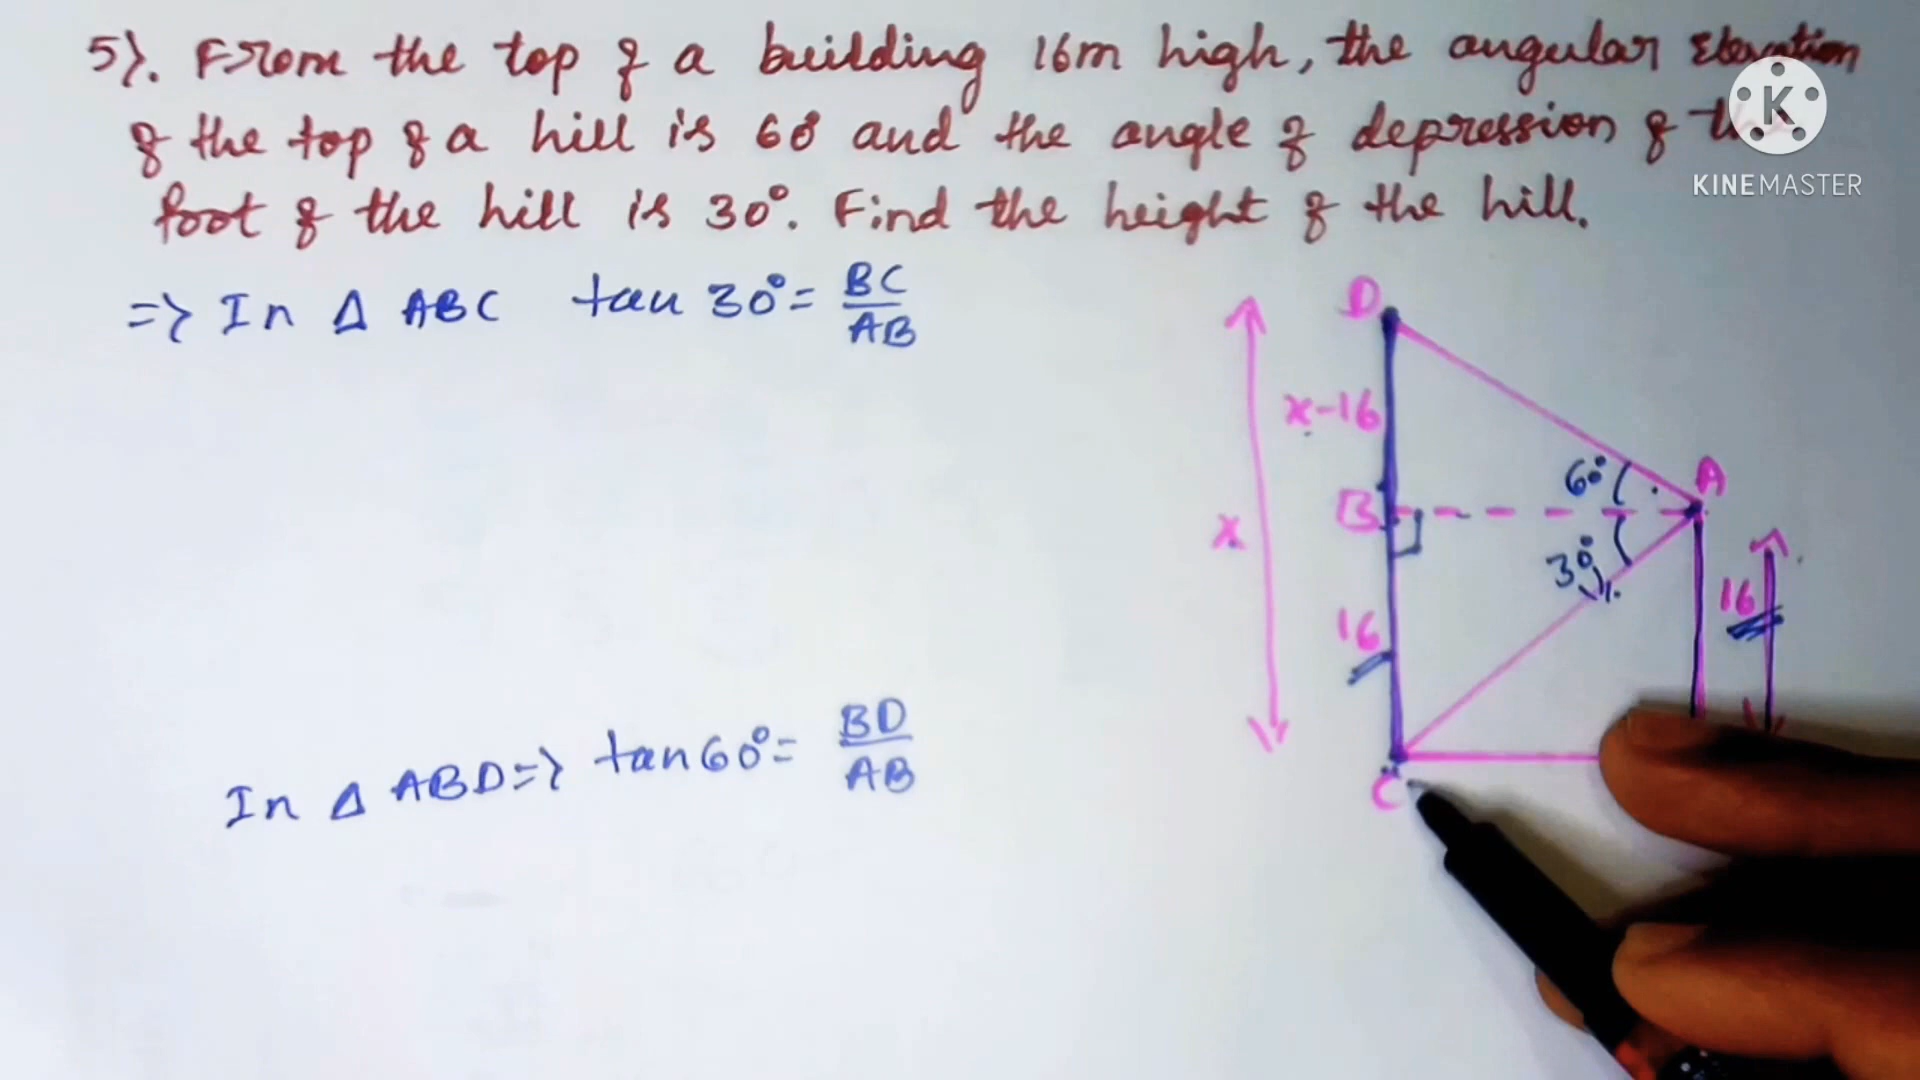 5). From the top of a building 16m high, the angular Elevation
of the top of a hill is 60° and the angle of depression of the
foot of the hill is 30°. Find the height of the hill.
KINEMASTER
=> In Δ ABC tan 30° = BC/AB
D
x-16
60°
A
B
x
30°
16
16
In Δ ABD => tan 60° = BD/AB
C